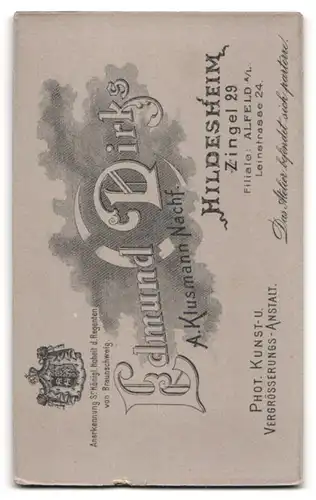 Anerkennung Sr Königl. Hoheit d. Regenten
von Braunschweig.
Edmund Dirks
A. Klusmann Nachf.
HILDESHEIM
Zingel 29
Filiale: ALFELD A/L.
Leinstrasse 24.
PHOT. KUNST-U.
VERGRÖSSERUNGS-ANSTALT.
Das Atelier befindet sich parterre.